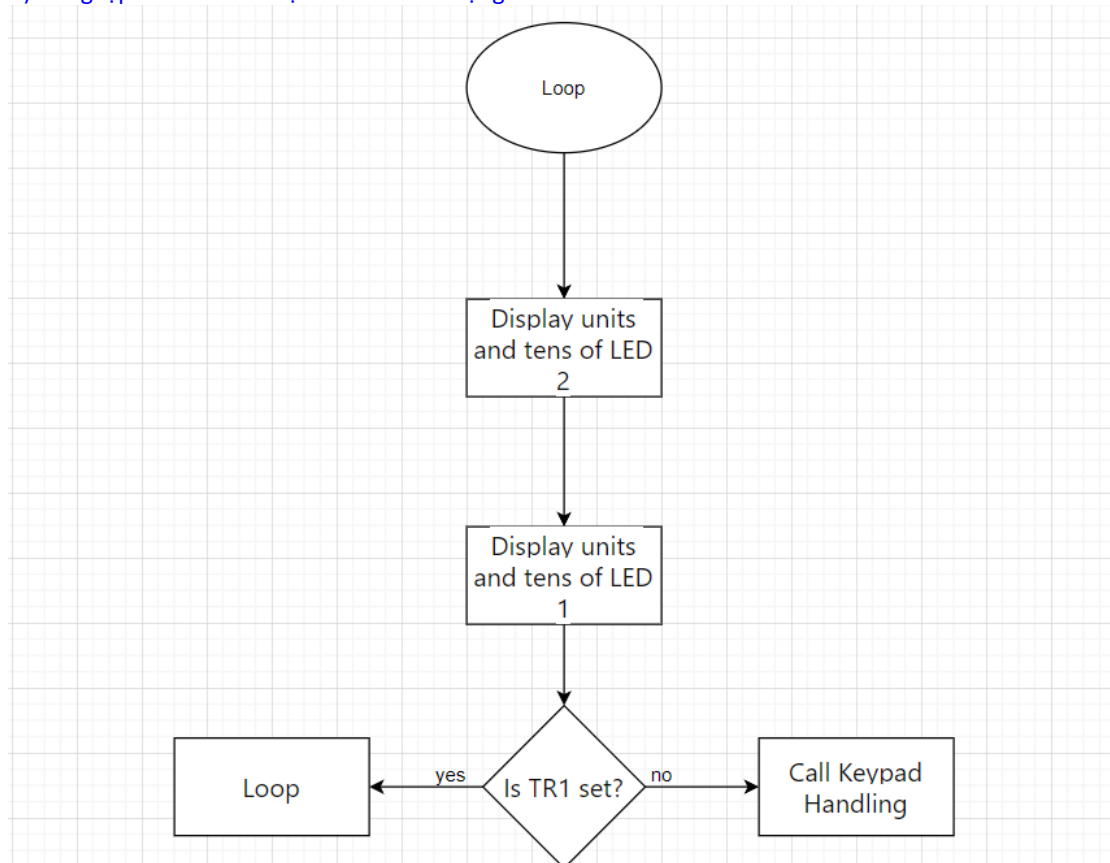 Loop
Display units
and tens of LED
2
Display units
and tens of LED
1
Is TR1 set?
yes
no
Loop
Call Keypad
Handling